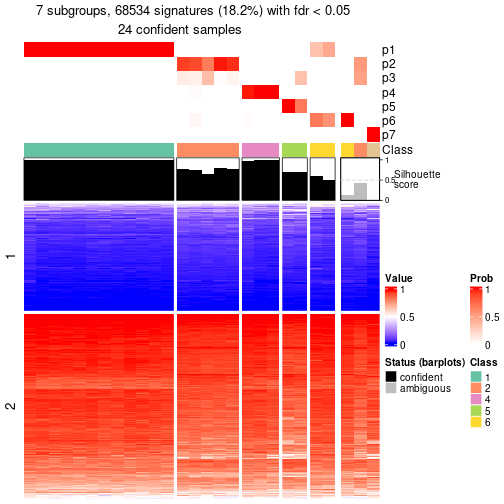 7 subgroups, 68534 signatures (18.2%) with fdr < 0.05
24 confident samples
p1
p2
p3
p4
p5
p6
p7
Class
1
0.5
0
Silhouette
score
1
2
Value
1
0.5
0
Prob
1
0.5
0
Status (barplots)
confident
ambiguous
Class
1
2
4
5
6